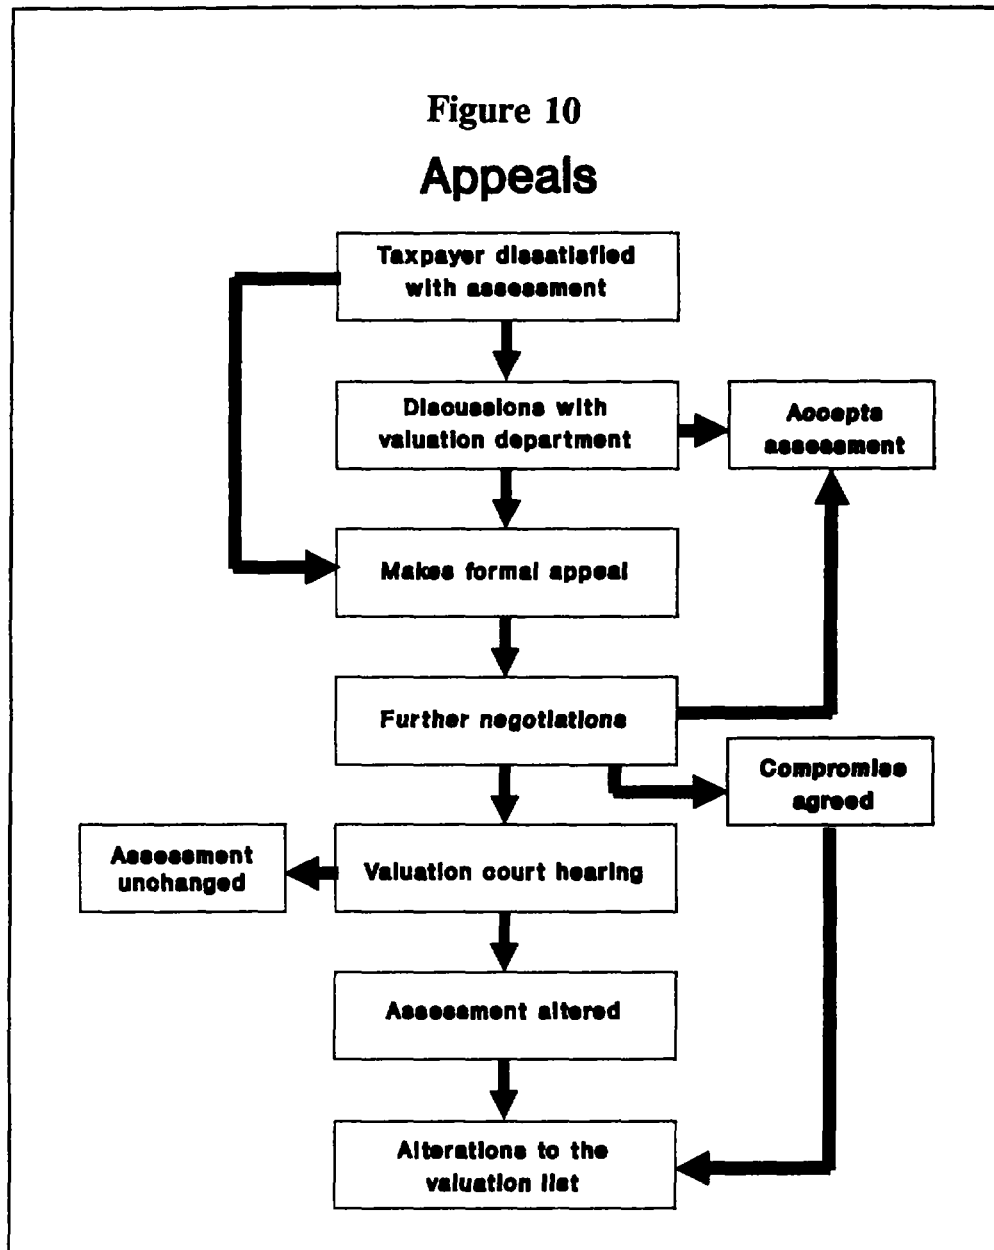 Figure 10
Appeals
Taxpayer dissatisfied
with assessment
Discussions with
valuation department
Accepts
assessment
Makes formal appeal
Further negotiations
Compromise
agreed
Assessment
unchanged
Valuation court hearing
Assessment altered
Alterations to the
valuation list